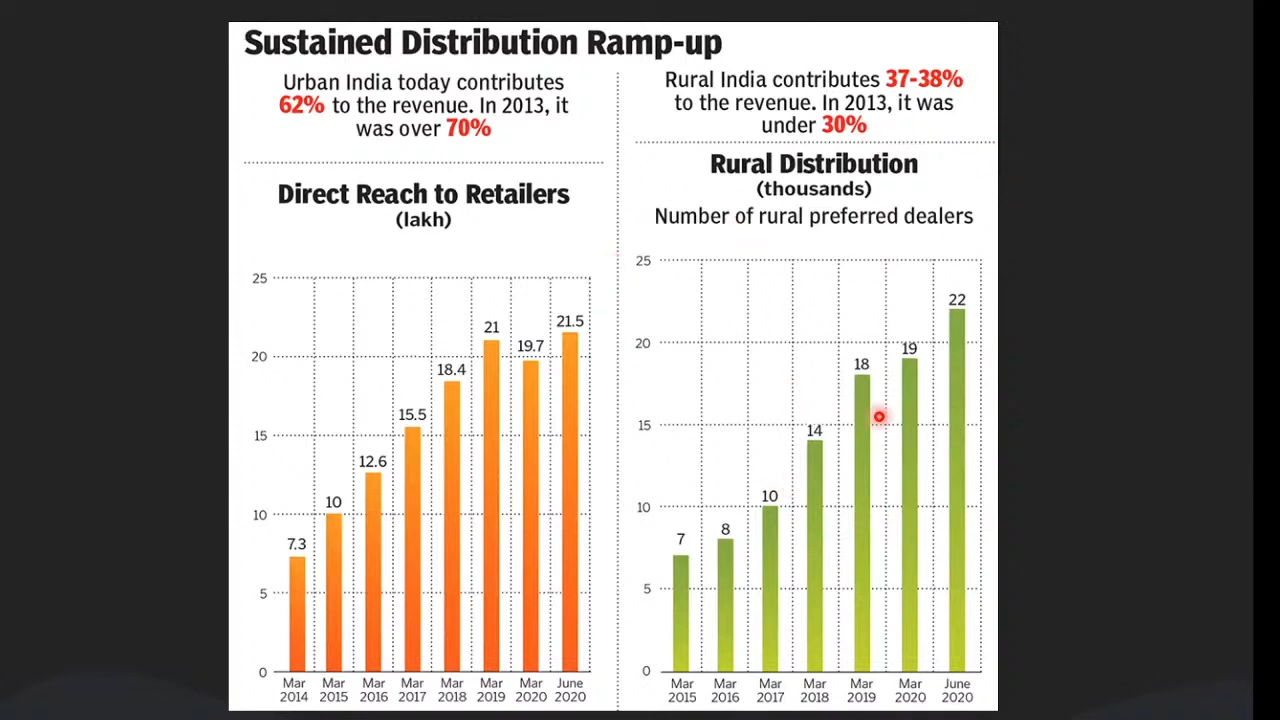 Sustained Distribution Ramp-up
Urban India today contributes
62% to the revenue. In 2013, it
was over 70%
Direct Reach to Retailers
(lakh)
25
20
15
10
5
0
7.3
10
12.6
15.5
18.4
21
19.7
21.5
Mar Mar Mar Mar Mar Mar Mar June
2014 2015 2016 2017 2018 2019 2020 2020
Rural India contributes 37-38%
to the revenue. In 2013, it was
under 30%
Rural Distribution
(thousands)
Number of rural preferred dealers
25
20
15
10
5
0
7
8
10
14
18
19
22
Mar Mar Mar Mar Mar Mar June
2015 2016 2017 2018 2019 2020 2020